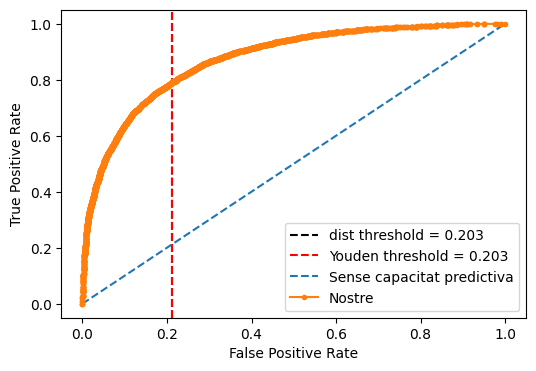 1.0
0.8
0.6
0.4
0.2
0.0
True Positive Rate
dist threshold = 0.203
Youden threshold = 0.203
Sense capacitat predictiva
Nostre
0.0 0.2 0.4 0.6 0.8 1.0
False Positive Rate